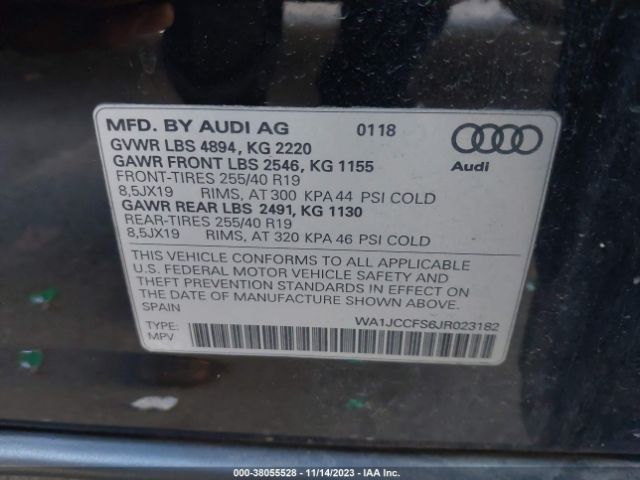 MFD. BY AUDI AG 0118
GVWR LBS 4894, KG 2220
GAWR FRONT LBS 2546, KG 1155
FRONT-TIRES 255/40 R19
8,5JX19 RIMS, AT 300 KPA 44 PSI COLD
GAWR REAR LBS 2491, KG 1130
REAR-TIRES 255/40 R19
8,5JX19 RIMS, AT 320 KPA 46 PSI COLD
Audi
THIS VEHICLE CONFORMS TO ALL APPLICABLE
U.S. FEDERAL MOTOR VEHICLE SAFETY AND
THEFT PREVENTION STANDARDS IN EFFECT ON
THE DATE OF MANUFACTURE SHOWN ABOVE.
SPAIN
WA1JCCFS6JR023182
TYPE:
MPV
000-38055528 - 11/14/2023 - IAA Inc.